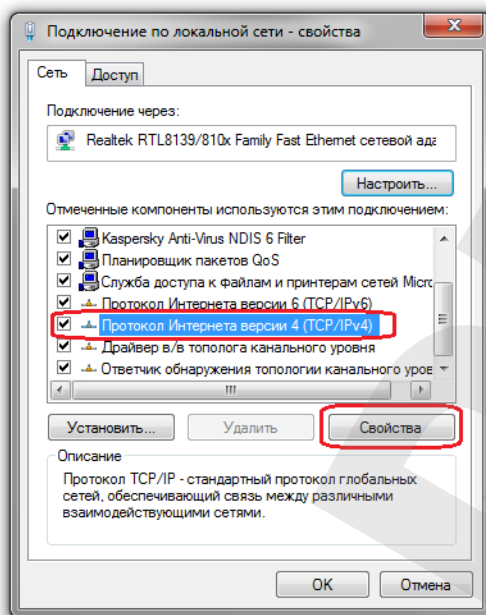 Подключение по локальной сети - свойства
Сеть
Доступ
Подключение через:
Realtek RTL8139/810x Family Fast Ethernet сетевой ада
Настроить...
Отмеченные компоненты используются этим подключением:
Kaspersky Anti-Virus NDIS 6 Filter
Планировщик пакетов QoS
Служба доступа к файлам и принтерам сетей Micro
Протокол Интернета версии 6 (TCP/IPv6)
Протокол Интернета версии 4 (TCP/IPv4)
Драйвер в/в тополога канального уровня
Ответчик обнаружения топологии канального уров
Установить...
Удалить
Свойства
Описание
Протокол TCP/IP - стандартный протокол глобальных
сетей, обеспечивающий связь между различными
взаимодействующими сетями.
OK
Отмена